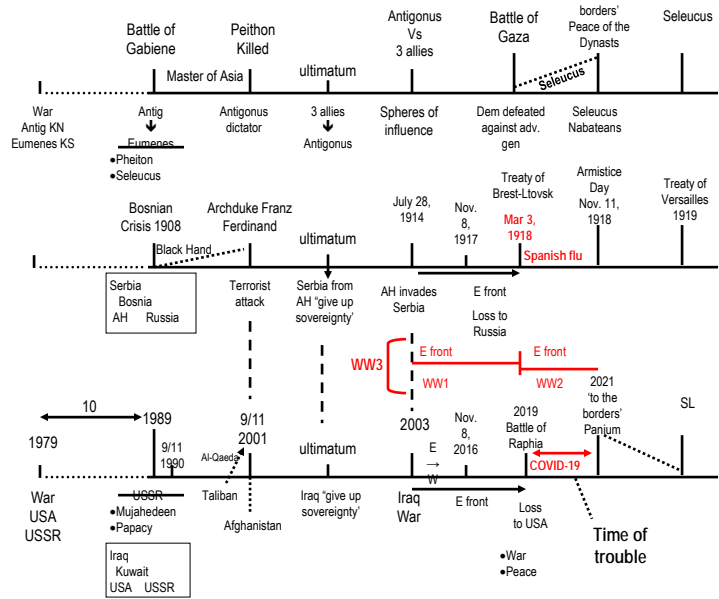 Battle of
Gabiene
Peithon
Killed
Antigonus
Vs
3 allies
Battle of
Gaza
borders'
Peace of the
Dynasts
Seleucus
Master of Asia
ultimatum
Seleucus
War
Antig KN
Eumenes KS
Antig
Eumenes
•Pheiton
•Seleucus
Antigonus
dictator
3 allies
Antigonus
Spheres of
influence
Dem defeated
against adv.
gen
Seleucus
Nabateans
Bosnian
Crisis 1908
Archduke Franz
Ferdinand
ultimatum
July 28,
1914
Nov.
8,
1917
Treaty of
Brest-Ltovsk
Mar 3,
1918
Armistice
Day
Nov. 11,
1918
Treaty of
Versailles
1919
Black Hand
Spanish flu
Serbia
Bosnia
AH Russia
Terrorist
attack
Serbia from
AH "give up
sovereignty'
AH invades
Serbia
E front
Loss to
Russia
WW3
E front
WW1
E front
WW2
10
1979
1989
9/11
1990
9/11
2001
Al-Qaeda
ultimatum
2003
E
→
W
Nov.
8,
2016
2019
Battle of
Raphia
COVID-19
2021
'to the
borders'
Panium
SL
War
USA
USSR
USSR
•Mujahedeen
•Papacy
Taliban
Afghanistan
Iraq "give up
sovereignty'
Iraq
War
E front
Loss
to USA
Time of
trouble
Iraq
Kuwait
USA USSR
•War
•Peace